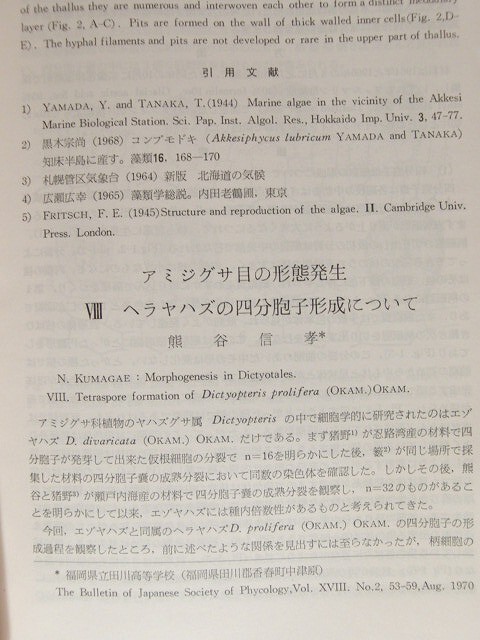 of the thallus they are numerous and interwoven each other to form a distinct medullary
layer (Fig. 2, A-C). Pits are formed on the wall of thick walled inner cells (Fig. 2, D-
E). The hyphal filaments and pits are not developed or rare in the upper part of thallus.
引用文献
1) YAMADA, Y. and TANAKA, T.(1944) Marine algae in the vicinity of the Akkesi
Marine Biological Station. Sci. Pap. Inst. Algol. Res., Hokkaido Imp. Univ. 3, 47-77.
2) 黒木宗尚 (1968) コンブモドキ (Akkesiphycus lubricum YAMADA and TANAKA)
知床半島に産す。藻類16, 168—170
3) 札幌管区気象台 (1964) 新版 北海道の気候
4) 広瀬広幸 (1965) 藻類学総説。内田老鶴圃,東京
5) FRITSCH, F. E. (1945) Structure and reproduction of the algae. II. Cambridge Univ.
Press. London.
アミジグサ目の形態発生
Ⅷ ヘラヤハズの四分胞子形成について
熊谷信孝*
N. KUMAGAE : Morphogenesis in Dictyotales.
VIII. Tetraspore formation of Dictyopteris prolifera (OKAM.) OKAM.
アミジグサ科植物のヤハズグサ属 Dictyopteris の中で細胞学的に研究されたのはエゾ
ヤハズ D. divaricata (OKAM.) OKAM. だけである。まず猪野1) が忍路湾産の材料で四
分胞子が発芽して出来た仮根細胞の分裂で n=16を明らかにした後,籔2) が同じ場所で採
集した材料の四分胞子嚢の成熟分裂において同数の染色体を確認した。しかしその後,熊
谷と猪野3) が瀬戸内海産の材料で四分胞子嚢の成熟分裂を観察し, n=32のものがあるこ
とを明らかにして以来,エゾヤハズには種内倍数性があるものと考えられてきた。
今回,エゾヤハズと同属のヘラヤハズ D. prolifera (OKAM.) OKAM. の四分胞子の形
成過程を観察したところ,前に述べたような関係を見出すには至らなかったが,柄細胞の
* 福岡県立田川高等学校 (福岡県田川郡香春町中津原)
The Bulletin of Japanese Society of Phycology, Vol. XVIII. No.2, 53-59, Aug. 1970